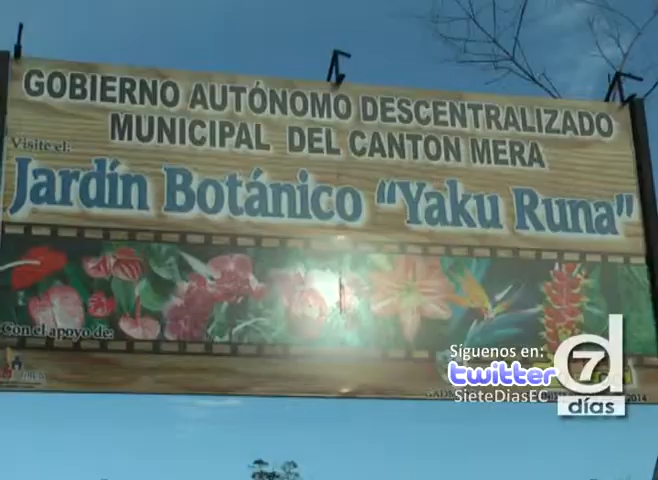 GOBIERNO AUTÓNOMO DESCENTRALIZADO
MUNICIPAL DEL CANTON MERA
Visite el:
Jardín Botánico “Yaku Runa”
Con el apoyo de:
Síguenos en:
twitter
SieteDiasEC
7
días
2014